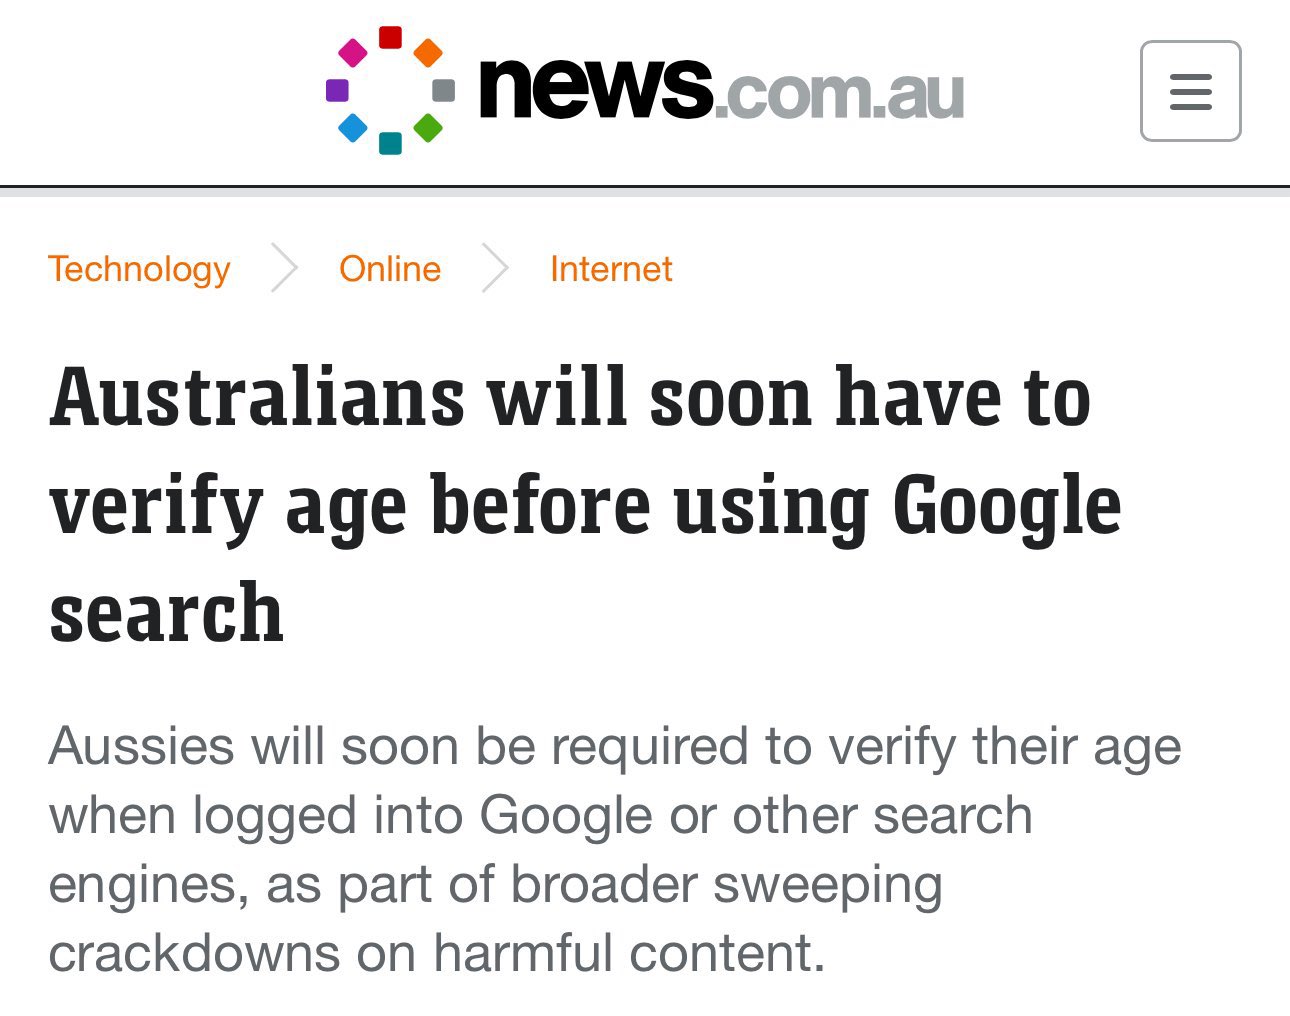 news.com.au
Technology Online Internet
Australians will soon have to
verify age before using Google
search
Aussies will soon be required to verify their age
when logged into Google or other search
engines, as part of broader sweeping
crackdowns on harmful content.